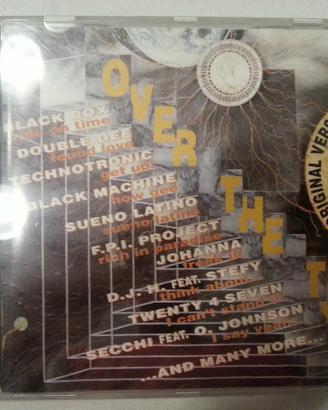 OVER
THE
BLACK BOX
ride on time
DOUBLE DEE
found love
TECHNOTRONIC
get up
BLACK MACHINE
how gee
SUENO LATINO
sueno latino
F.P.I. PROJECT
rich in paradise
JOHANNA
D.J. H. FEAT. STEFY
think about
TWENTY 4 SEVEN
I can't stand it
SECCHI FEAT. O. JOHNSON
I say yeah
...AND MANY MORE...
ORIGINAL